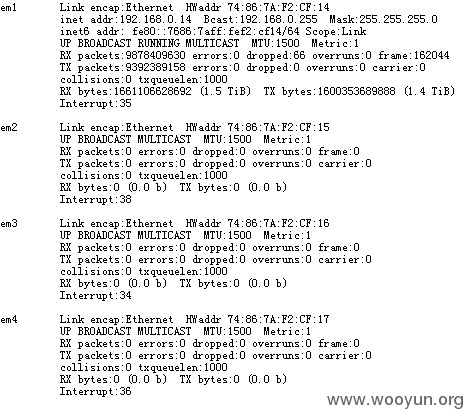 em1 Link encap:Ethernet HWaddr 74:86:7A:F2:CF:14
inet addr:192.168.0.14 Bcast:192.168.0.255 Mask:255.255.255.0
inet6 addr: fe80::7686:7aff:fef2:cf14/64 Scope:Link
UP BROADCAST RUNNING MULTICAST MTU:1500 Metric:1
RX packets:9878409630 errors:0 dropped:66 overruns:0 frame:162044
TX packets:9392389158 errors:0 dropped:0 overruns:0 carrier:0
collisions:0 txqueuelen:1000
RX bytes:1661106628692 (1.5 TiB) TX bytes:1600353689888 (1.4 TiB)
Interrupt:35
em2 Link encap:Ethernet HWaddr 74:86:7A:F2:CF:15
UP BROADCAST MULTICAST MTU:1500 Metric:1
RX packets:0 errors:0 dropped:0 overruns:0 frame:0
TX packets:0 errors:0 dropped:0 overruns:0 carrier:0
collisions:0 txqueuelen:1000
RX bytes:0 (0.0 b) TX bytes:0 (0.0 b)
Interrupt:38
em3 Link encap:Ethernet HWaddr 74:86:7A:F2:CF:16
UP BROADCAST MULTICAST MTU:1500 Metric:1
RX packets:0 errors:0 dropped:0 overruns:0 frame:0
TX packets:0 errors:0 dropped:0 overruns:0 carrier:0
collisions:0 txqueuelen:1000
RX bytes:0 (0.0 b) TX bytes:0 (0.0 b)
Interrupt:34
em4 Link encap:Ethernet HWaddr 74:86:7A:F2:CF:17
UP BROADCAST MULTICAST MTU:1500 Metric:1
RX packets:0 errors:0 dropped:0 overruns:0 frame:0
TX packets:0 errors:0 dropped:0 overruns:0 carrier:0
collisions:0 txqueuelen:1000
RX bytes:0 (0.0 b) TX bytes:0 (0.0 b)
Interrupt:36
www.wooyun.org